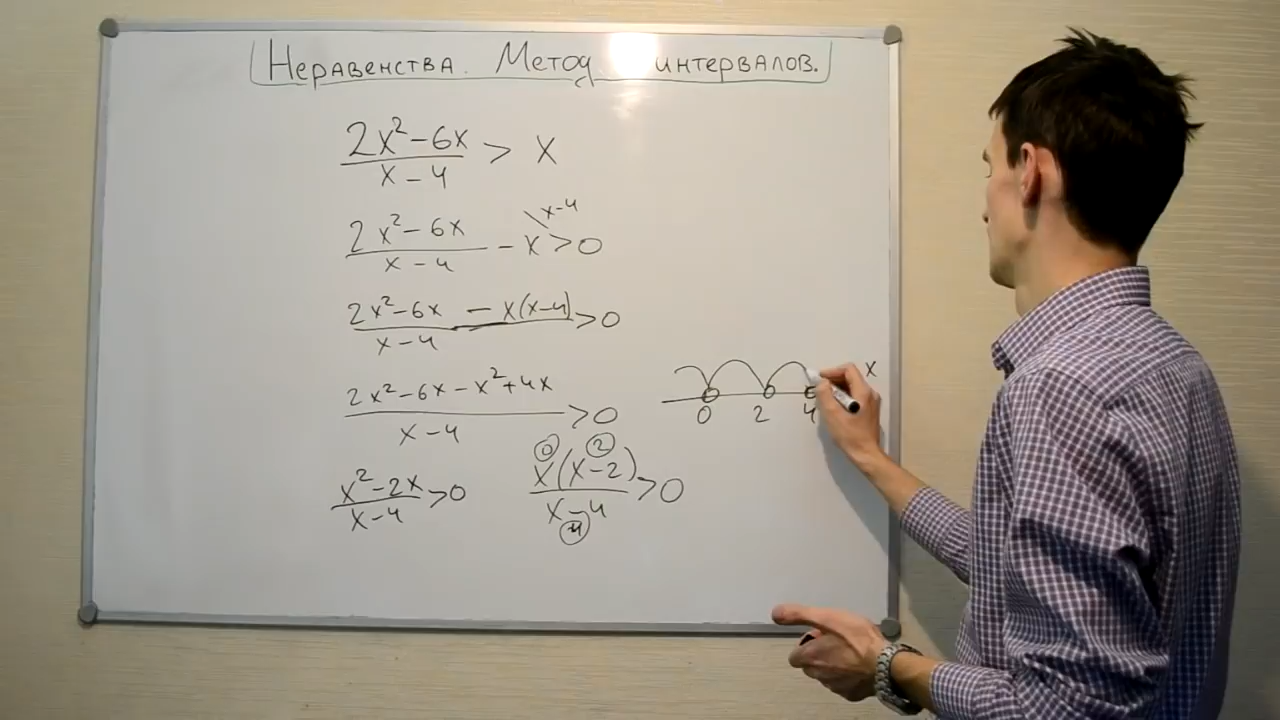 Неравенства. Метод интервалов.
2x²-6x / x-4 > x
2x²-6x / x-4 - x \x-4 > 0
2x²-6x - x(x-4) / x-4 > 0
2x²-6x-x²+4x / x-4 > 0
x²-2x / x-4 > 0
0 2
x(x-2) / x-4 > 0
4
x
0 2 4